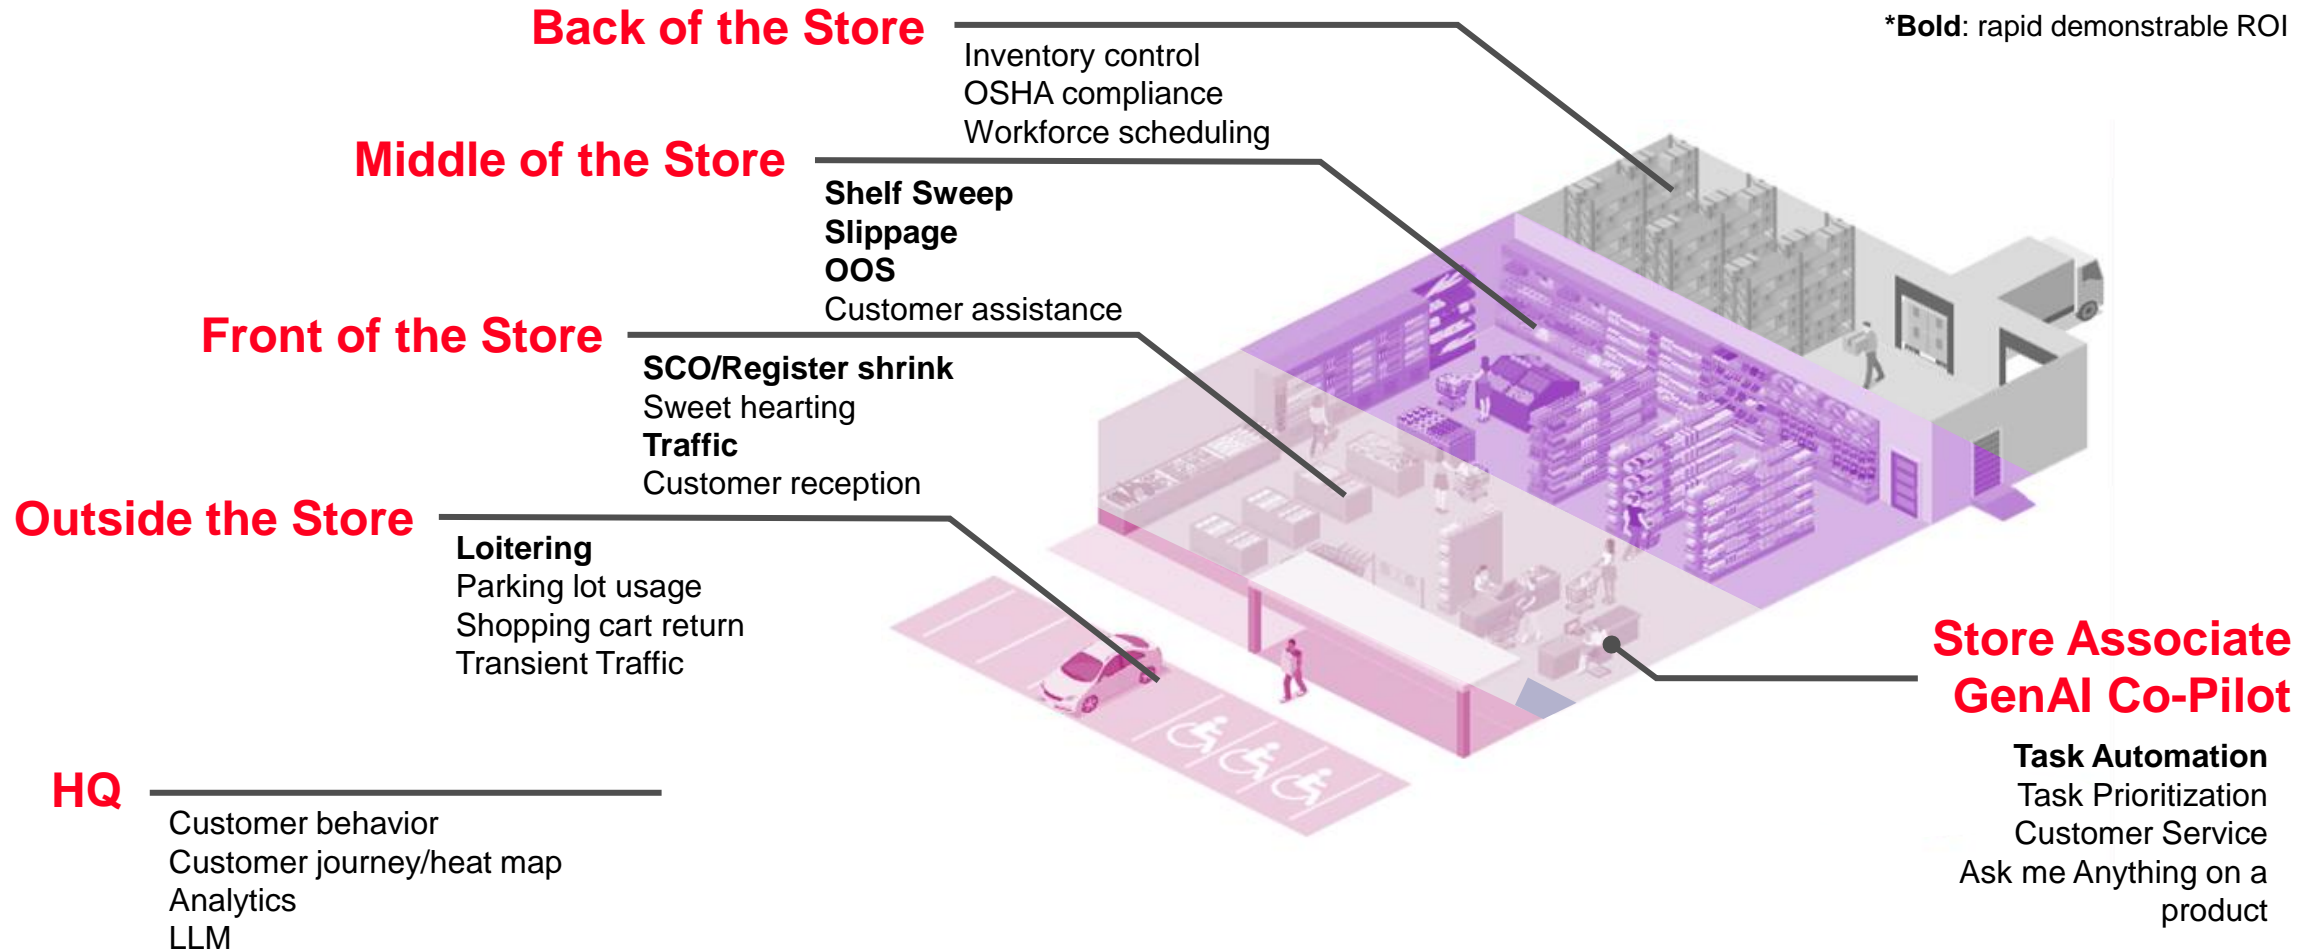 Back of the Store
*Bold: rapid demonstrable ROI
Inventory control
OSHA compliance
Workforce scheduling
Middle of the Store
Shelf Sweep
Slippage
OOS
Customer assistance
Front of the Store
SCO/Register shrink
Sweet hearting
Traffic
Customer reception
Outside the Store
Loitering
Parking lot usage
Shopping cart return
Transient Traffic
Store Associate
GenAI Co-Pilot
Task Automation
Task Prioritization
Customer Service
Ask me Anything on a
product
HQ
Customer behavior
Customer journey/heat map
Analytics
LLM